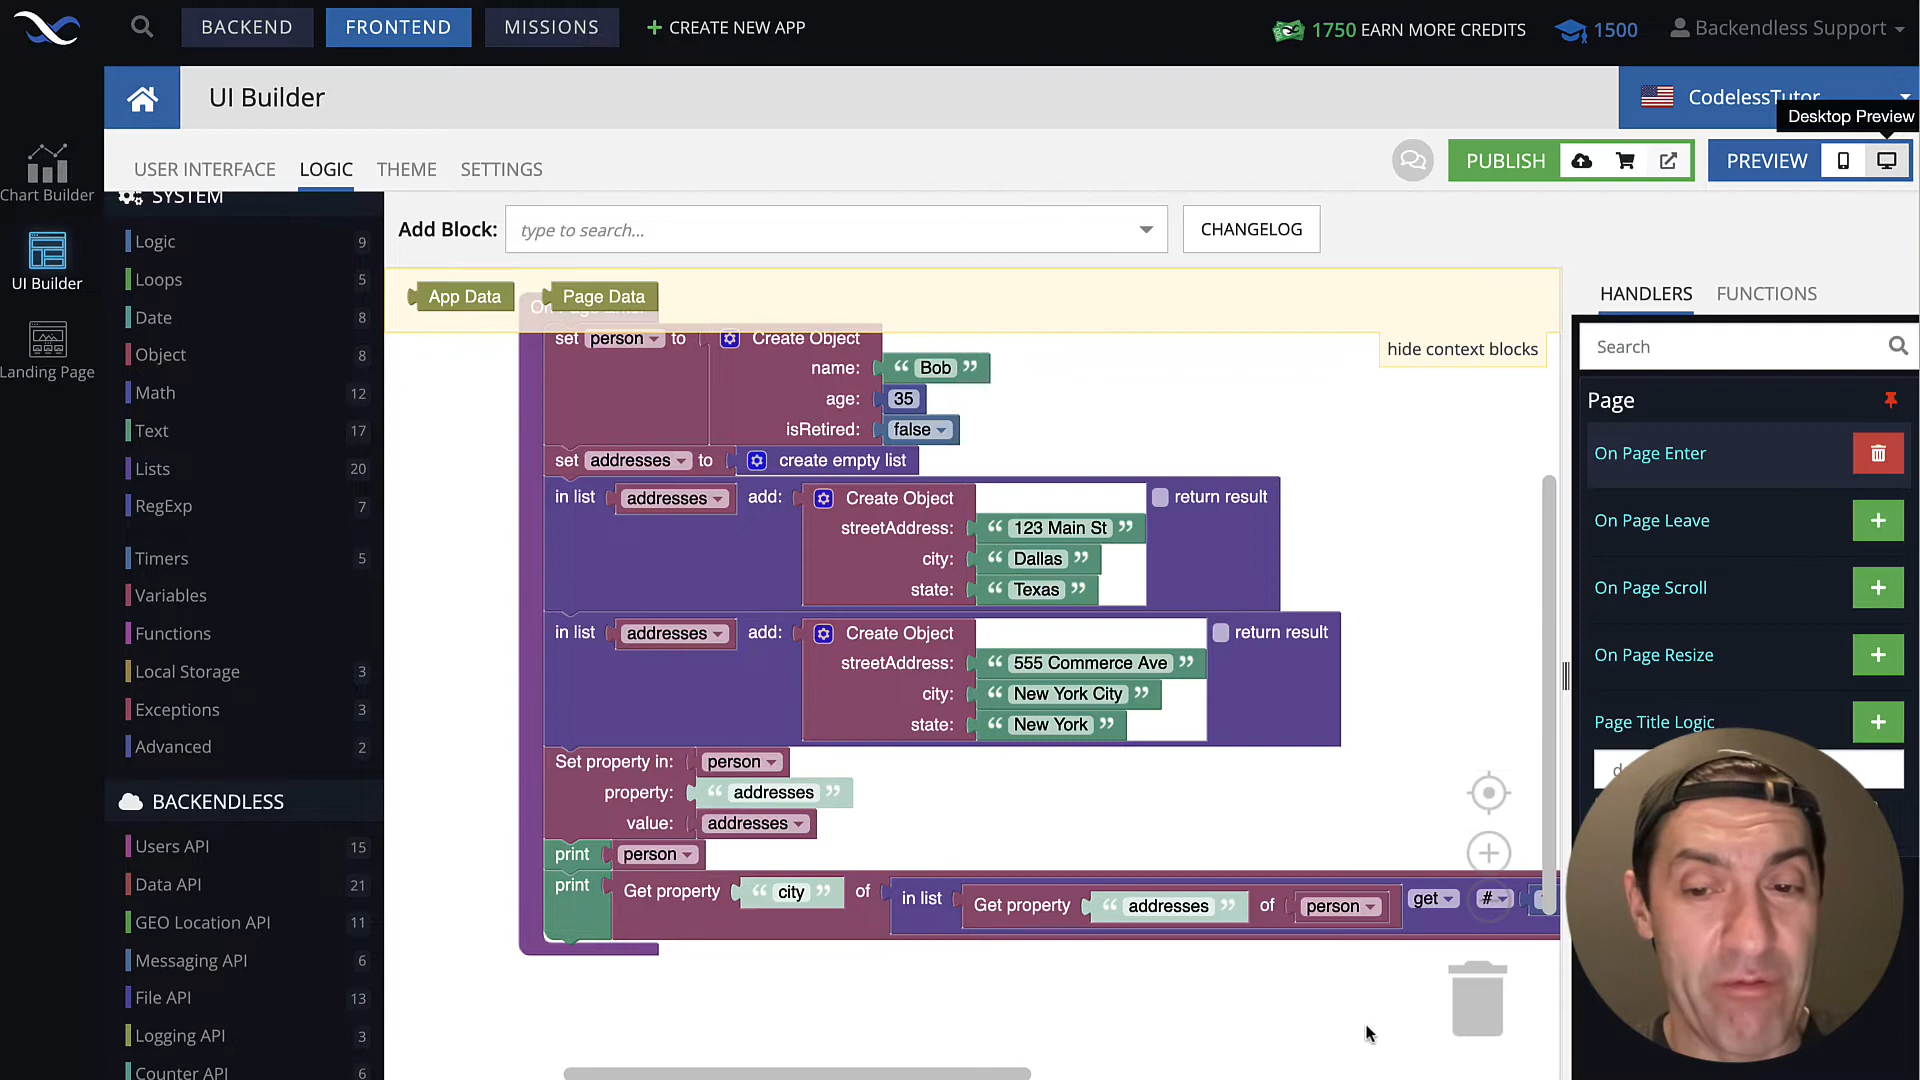 BACKEND
FRONTEND
MISSIONS
+ CREATE NEW APP
1750 EARN MORE CREDITS
1500
Backendless Support
UI Builder
CodelessTutor
Desktop Preview
USER INTERFACE
LOGIC
THEME
SETTINGS
PUBLISH
PREVIEW
Chart Builder
UI Builder
Landing Page
SYSTEM
Logic 9
Loops 5
Date 8
Object 8
Math 12
Text 17
Lists 20
RegExp 7
Timers 5
Variables
Functions
Local Storage 3
Exceptions 3
Advanced 2
BACKENDLESS
Users API 15
Data API 21
GEO Location API 11
Messaging API 6
File API 13
Logging API 3
Counter API 6
Add Block:
type to search...
CHANGELOG
App Data
Page Data
On Page Enter
hide context blocks
set person to Create Object
name: “ Bob ”
age: 35
isRetired: false
set addresses to create empty list
in list addresses add: Create Object return result
streetAddress: “ 123 Main St ”
city: “ Dallas ”
state: “ Texas ”
in list addresses add: Create Object return result
streetAddress: “ 555 Commerce Ave ”
city: “ New York City ”
state: “ New York ”
Set property in: person
property: “ addresses ”
value: addresses
print person
print Get property “ city ” of in list Get property “ addresses ” of person get #
HANDLERS
FUNCTIONS
Search
Page
On Page Enter
On Page Leave
On Page Scroll
On Page Resize
Page Title Logic